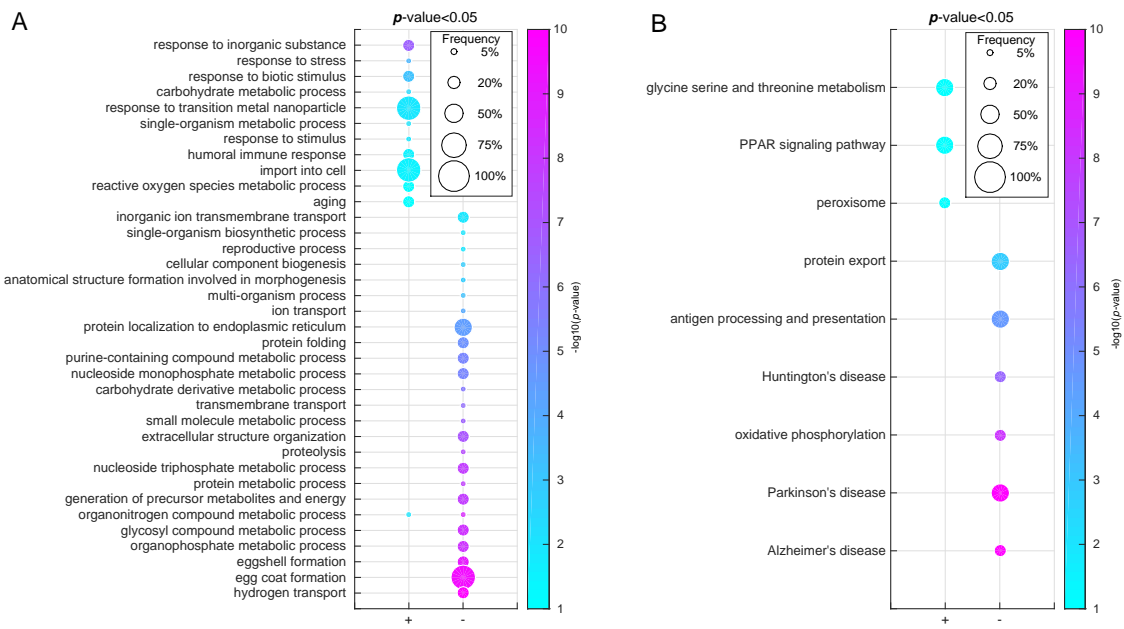 A
p-value<0.05
response to inorganic substance
response to stress
response to biotic stimulus
carbohydrate metabolic process
response to transition metal nanoparticle
single-organism metabolic process
response to stimulus
humoral immune response
import into cell
reactive oxygen species metabolic process
aging
inorganic ion transmembrane transport
single-organism biosynthetic process
reproductive process
cellular component biogenesis
anatomical structure formation involved in morphogenesis
multi-organism process
ion transport
protein localization to endoplasmic reticulum
protein folding
purine-containing compound metabolic process
nucleoside monophosphate metabolic process
carbohydrate derivative metabolic process
transmembrane transport
small molecule metabolic process
extracellular structure organization
proteolysis
nucleoside triphosphate metabolic process
protein metabolic process
generation of precursor metabolites and energy
organonitrogen compound metabolic process
glycosyl compound metabolic process
organophosphate metabolic process
eggshell formation
egg coat formation
hydrogen transport
+
-
Frequency
5%
20%
50%
75%
100%
10
9
8
7
6
5
4
3
2
1
-log10(p-value)
B
p-value<0.05
glycine serine and threonine metabolism
PPAR signaling pathway
peroxisome
protein export
antigen processing and presentation
Huntington's disease
oxidative phosphorylation
Parkinson's disease
Alzheimer's disease
+
-
Frequency
5%
20%
50%
75%
100%
10
9
8
7
6
5
4
3
2
1
-log10(p-value)